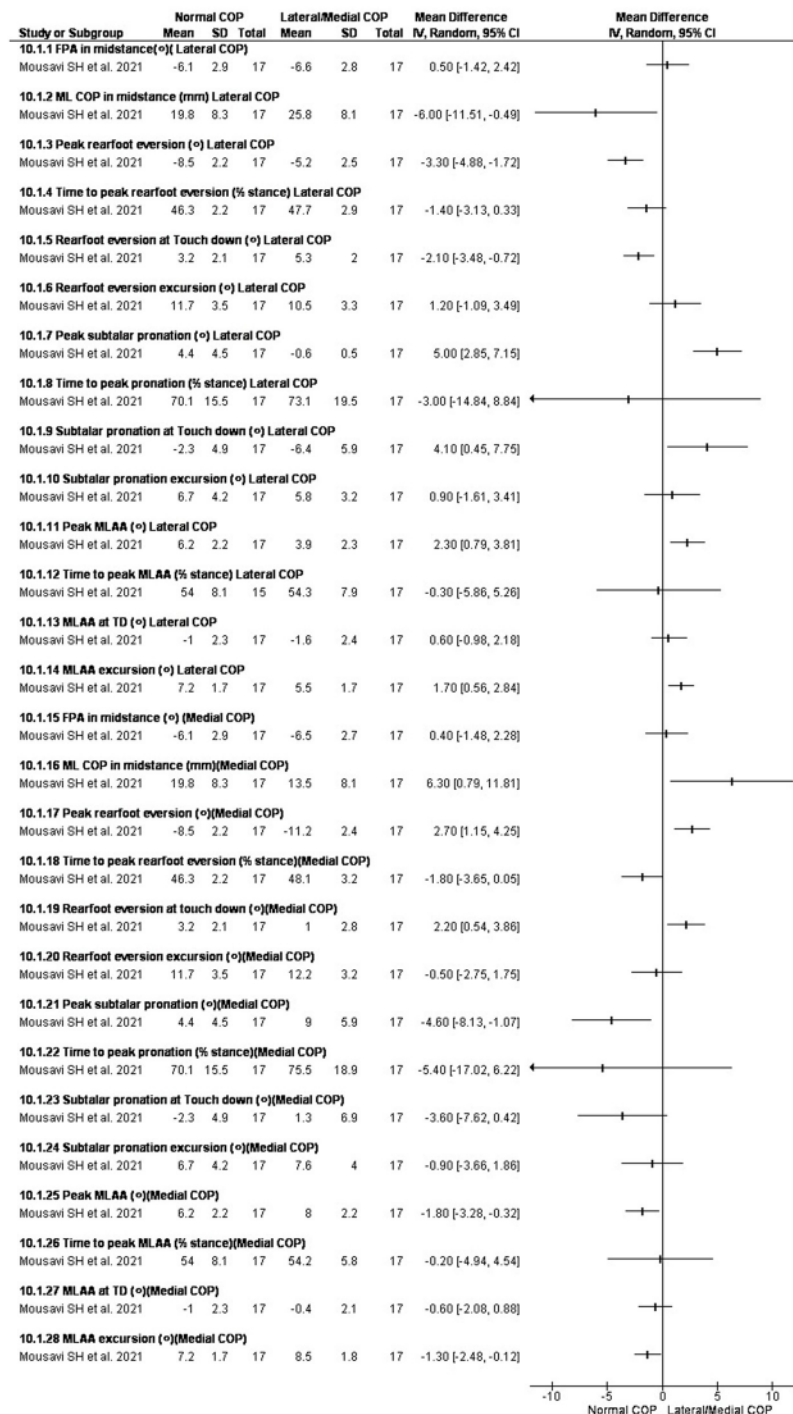 Normal COP Lateral/Medial COP Mean Difference Mean Difference
Study or Subgroup Mean SD Total Mean SD Total IV, Random, 95% CI IV, Random, 95% CI
10.1.1 FPA in midstance(o)( Lateral COP)
Mousavi SH et al. 2021 -6.1 2.9 17 -6.6 2.8 17 0.50 [-1.42, 2.42]
10.1.2 ML COP in midstance (mm) Lateral COP
Mousavi SH et al. 2021 19.8 8.3 17 25.8 8.1 17 -6.00 [-11.51, -0.49]
10.1.3 Peak rearfoot eversion (o) Lateral COP
Mousavi SH et al. 2021 -8.5 2.2 17 -5.2 2.5 17 -3.30 [-4.88, -1.72]
10.1.4 Time to peak rearfoot eversion (% stance) Lateral COP
Mousavi SH et al. 2021 46.3 2.2 17 47.7 2.9 17 -1.40 [-3.13, 0.33]
10.1.5 Rearfoot eversion at Touch down (o) Lateral COP
Mousavi SH et al. 2021 3.2 2.1 17 5.3 2 17 -2.10 [-3.48, -0.72]
10.1.6 Rearfoot eversion excursion (o) Lateral COP
Mousavi SH et al. 2021 11.7 3.5 17 10.5 3.3 17 1.20 [-1.09, 3.49]
10.1.7 Peak subtalar pronation (o) Lateral COP
Mousavi SH et al. 2021 4.4 4.5 17 -0.6 0.5 17 5.00 [2.85, 7.15]
10.1.8 Time to peak pronation (% stance) Lateral COP
Mousavi SH et al. 2021 70.1 15.5 17 73.1 19.5 17 -3.00 [-14.84, 8.84]
10.1.9 Subtalar pronation at Touch down (o) Lateral COP
Mousavi SH et al. 2021 -2.3 4.9 17 -6.4 5.9 17 4.10 [0.45, 7.75]
10.1.10 Subtalar pronation excursion (o) Lateral COP
Mousavi SH et al. 2021 6.7 4.2 17 5.8 3.2 17 0.90 [-1.61, 3.41]
10.1.11 Peak MLAA (o) Lateral COP
Mousavi SH et al. 2021 6.2 2.2 17 3.9 2.3 17 2.30 [0.79, 3.81]
10.1.12 Time to peak MLAA (% stance) Lateral COP
Mousavi SH et al. 2021 54 8.1 15 54.3 7.9 17 -0.30 [-5.86, 5.26]
10.1.13 MLAA at TD (o) Lateral COP
Mousavi SH et al. 2021 -1 2.3 17 -1.6 2.4 17 0.60 [-0.98, 2.18]
10.1.14 MLAA excursion (o) Lateral COP
Mousavi SH et al. 2021 7.2 1.7 17 5.5 1.7 17 1.70 [0.56, 2.84]
10.1.15 FPA in midstance (o) (Medial COP)
Mousavi SH et al. 2021 -6.1 2.9 17 -6.5 2.7 17 0.40 [-1.48, 2.28]
10.1.16 ML COP in midstance (mm)(Medial COP)
Mousavi SH et al. 2021 19.8 8.3 17 13.5 8.1 17 6.30 [0.79, 11.81]
10.1.17 Peak rearfoot eversion (o)(Medial COP)
Mousavi SH et al. 2021 -8.5 2.2 17 -11.2 2.4 17 2.70 [1.15, 4.25]
10.1.18 Time to peak rearfoot eversion (% stance)(Medial COP)
Mousavi SH et al. 2021 46.3 2.2 17 48.1 3.2 17 -1.80 [-3.65, 0.05]
10.1.19 Rearfoot eversion at touch down (o)(Medial COP)
Mousavi SH et al. 2021 3.2 2.1 17 1 2.8 17 2.20 [0.54, 3.86]
10.1.20 Rearfoot eversion excursion (o)(Medial COP)
Mousavi SH et al. 2021 11.7 3.5 17 12.2 3.2 17 -0.50 [-2.75, 1.75]
10.1.21 Peak subtalar pronation (o)(Medial COP)
Mousavi SH et al. 2021 4.4 4.5 17 9 5.9 17 -4.60 [-8.13, -1.07]
10.1.22 Time to peak pronation (% stance)(Medial COP)
Mousavi SH et al. 2021 70.1 15.5 17 75.5 18.9 17 -5.40 [-17.02, 6.22]
10.1.23 Subtalar pronation at Touch down (o)(Medial COP)
Mousavi SH et al. 2021 -2.3 4.9 17 1.3 6.9 17 -3.60 [-7.62, 0.42]
10.1.24 Subtalar pronation excursion (o)(Medial COP)
Mousavi SH et al. 2021 6.7 4.2 17 7.6 4 17 -0.90 [-3.66, 1.86]
10.1.25 Peak MLAA (o)(Medial COP)
Mousavi SH et al. 2021 6.2 2.2 17 8 2.2 17 -1.80 [-3.28, -0.32]
10.1.26 Time to peak MLAA (% stance)(Medial COP)
Mousavi SH et al. 2021 54 8.1 17 54.2 5.8 17 -0.20 [-4.94, 4.54]
10.1.27 MLAA at TD (o)(Medial COP)
Mousavi SH et al. 2021 -1 2.3 17 -0.4 2.1 17 -0.60 [-2.08, 0.88]
10.1.28 MLAA excursion (o)(Medial COP)
Mousavi SH et al. 2021 7.2 1.7 17 8.5 1.8 17 -1.30 [-2.48, -0.12]
-10 -5 0 5 10
Normal COP Lateral/Medial COP